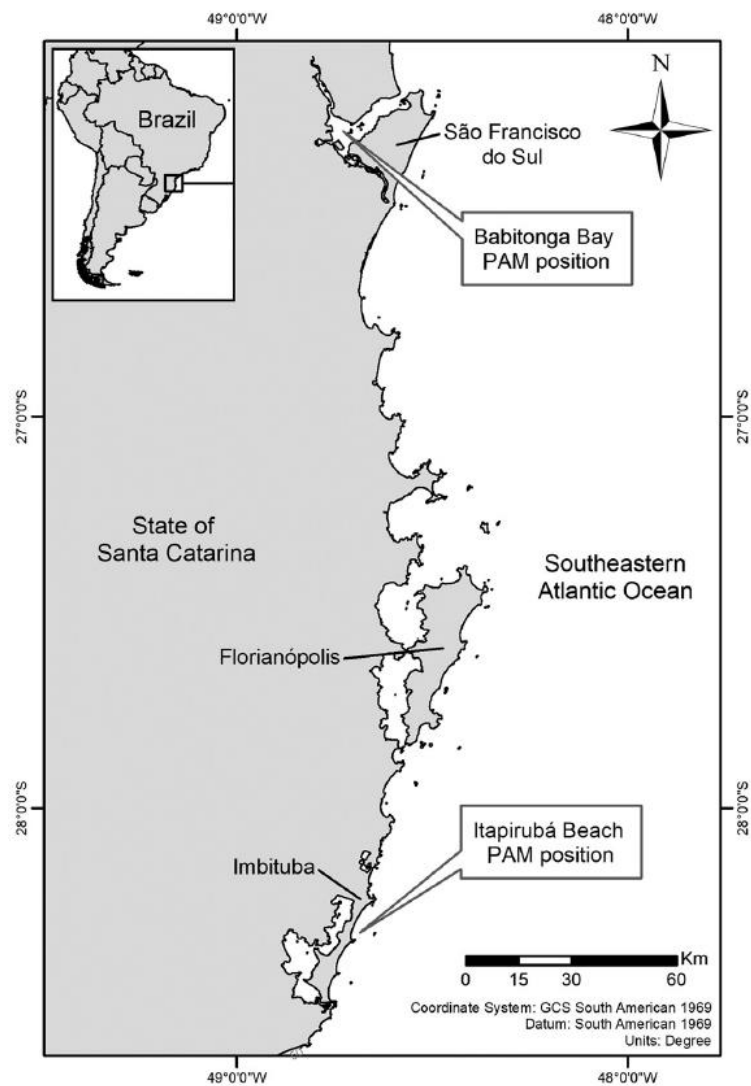 49°0'0"W
48°0'0"W
Brazil
N
São Francisco
do Sul
Babitonga Bay
PAM position
27°0'0"S
27°0'0"S
State of
Santa Catarina
Southeastern
Atlantic Ocean
Florianópolis
28°0'0"S
28°0'0"S
Itapirubá Beach
PAM position
Imbituba
Km
0 15 30 60
Coordinate System: GCS South American 1969
Datum: South American 1969
Units: Degree
49°0'0"W
48°0'0"W